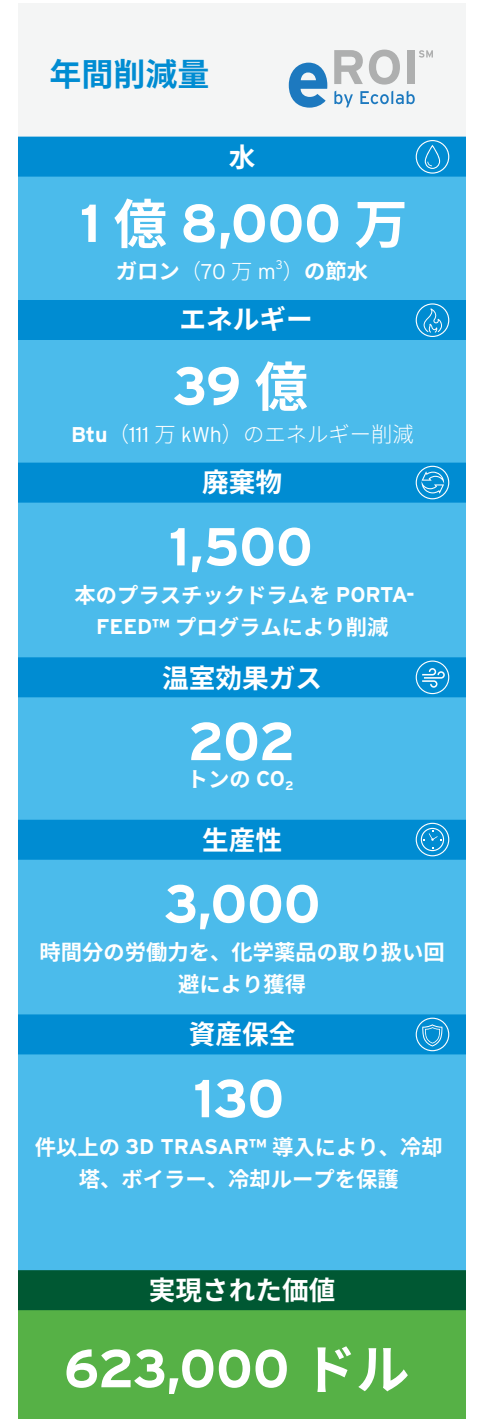 年間削減量
eROI℠
by Ecolab
水
1 億 8,000 万
ガロン（70 万 m³）の節水
エネルギー
39 億
Btu（111 万 kWh）のエネルギー削減
廃棄物
1,500
本のプラスチックドラムを PORTA-
FEED™ プログラムにより削減
温室効果ガス
202
トンの CO₂
生産性
3,000
時間分の労働力を、化学薬品の取り扱い回
避により獲得
資産保全
130
件以上の 3D TRASAR™ 導入により、冷却
塔、ボイラー、冷却ループを保護
実現された価値
623,000 ドル